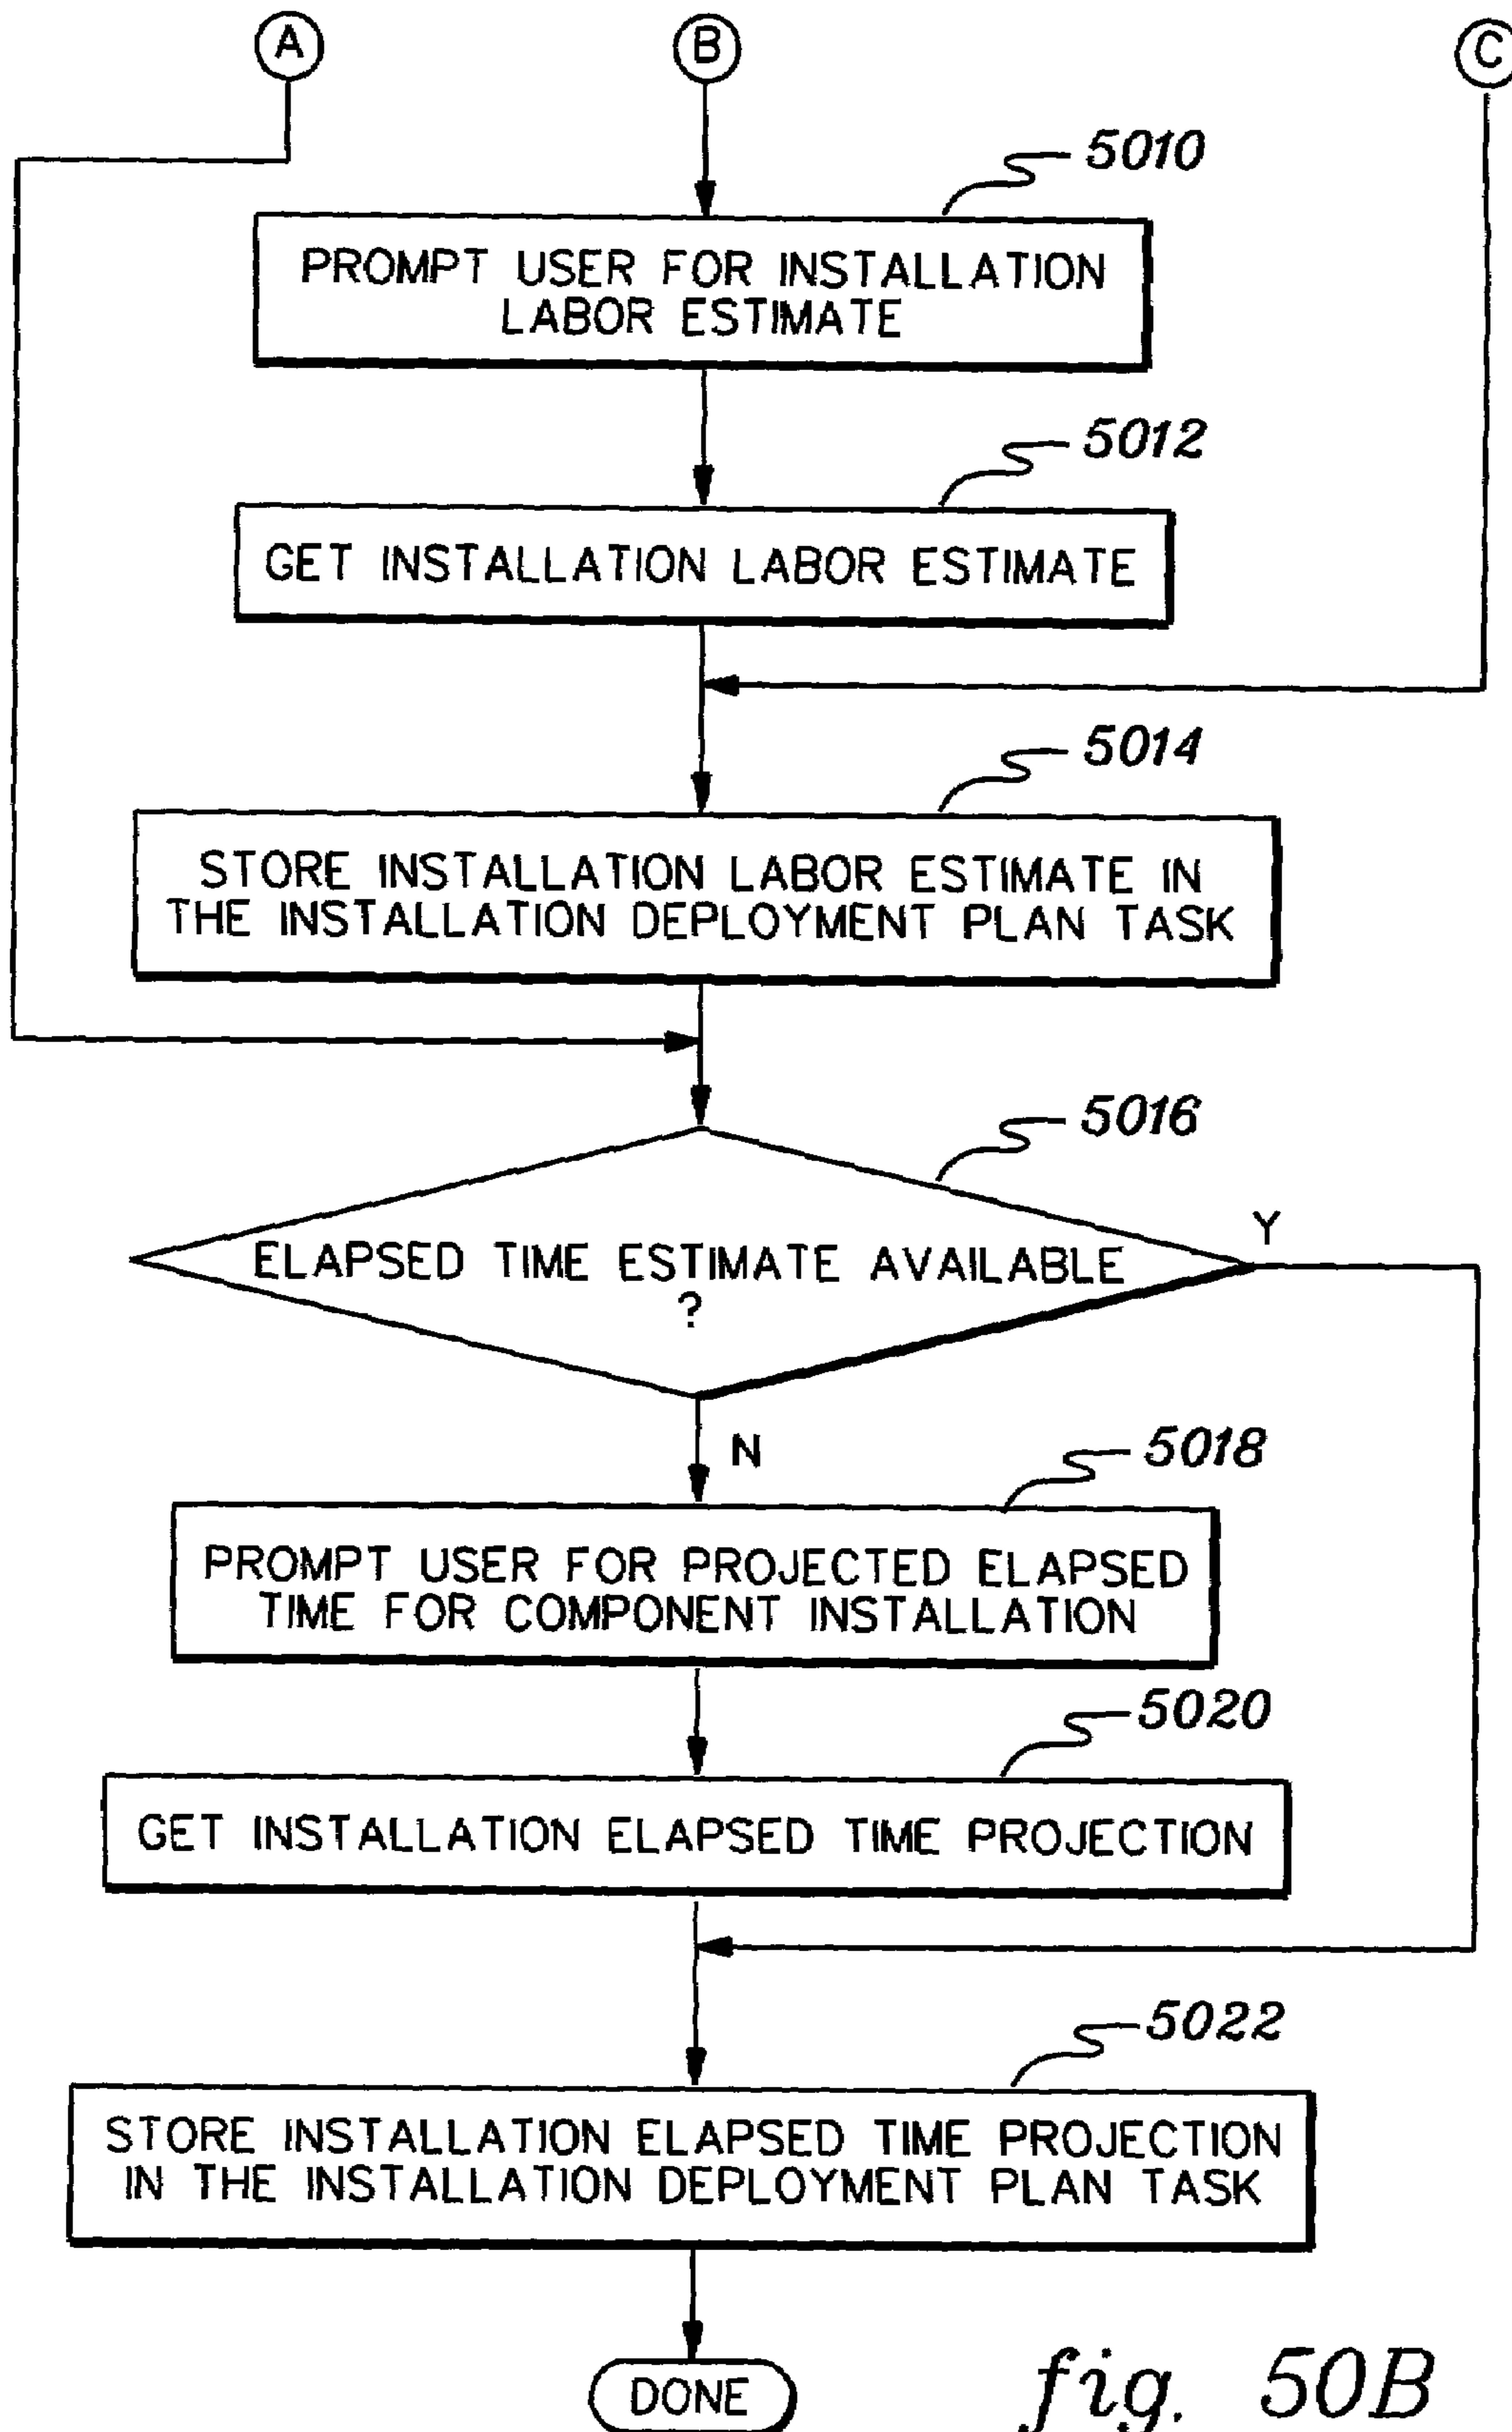 A
B
C
5010
PROMPT USER FOR INSTALLATION
LABOR ESTIMATE
5012
GET INSTALLATION LABOR ESTIMATE
5014
STORE INSTALLATION LABOR ESTIMATE IN
THE INSTALLATION DEPLOYMENT PLAN TASK
5016
ELAPSED TIME ESTIMATE AVAILABLE
?
Y
N
5018
PROMPT USER FOR PROJECTED ELAPSED
TIME FOR COMPONENT INSTALLATION
5020
GET INSTALLATION ELAPSED TIME PROJECTION
5022
STORE INSTALLATION ELAPSED TIME PROJECTION
IN THE INSTALLATION DEPLOYMENT PLAN TASK
DONE
fig. 50B